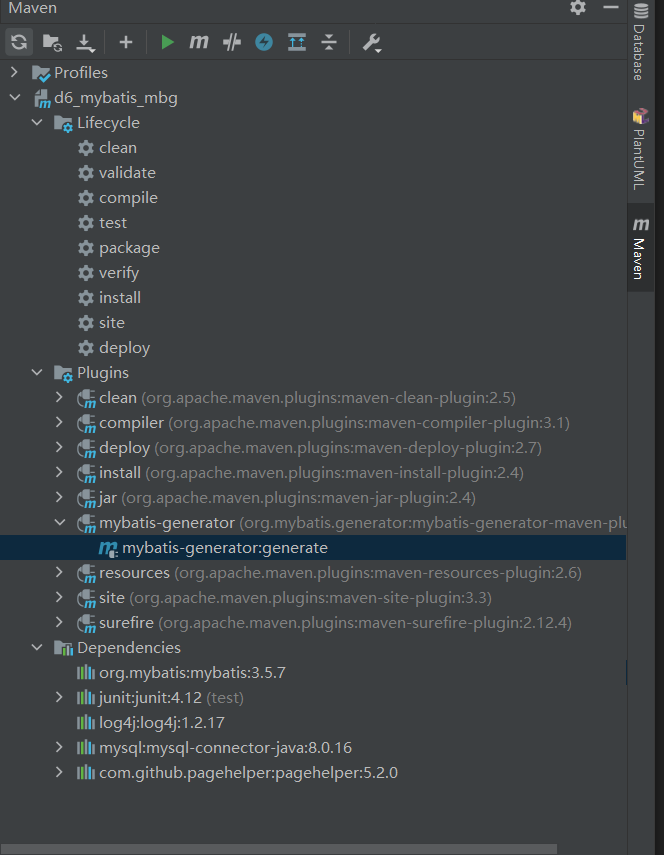 Maven
Profiles
d6_mybatis_mbg
Lifecycle
clean
validate
compile
test
package
verify
install
site
deploy
Plugins
clean (org.apache.maven.plugins:maven-clean-plugin:2.5)
compiler (org.apache.maven.plugins:maven-compiler-plugin:3.1)
deploy (org.apache.maven.plugins:maven-deploy-plugin:2.7)
install (org.apache.maven.plugins:maven-install-plugin:2.4)
jar (org.apache.maven.plugins:maven-jar-plugin:2.4)
mybatis-generator (org.mybatis.generator:mybatis-generator-maven-plu
mybatis-generator:generate
resources (org.apache.maven.plugins:maven-resources-plugin:2.6)
site (org.apache.maven.plugins:maven-site-plugin:3.3)
surefire (org.apache.maven.plugins:maven-surefire-plugin:2.12.4)
Dependencies
org.mybatis:mybatis:3.5.7
junit:junit:4.12 (test)
log4j:log4j:1.2.17
mysql:mysql-connector-java:8.0.16
com.github.pagehelper:pagehelper:5.2.0
Database
PlantUML
Maven